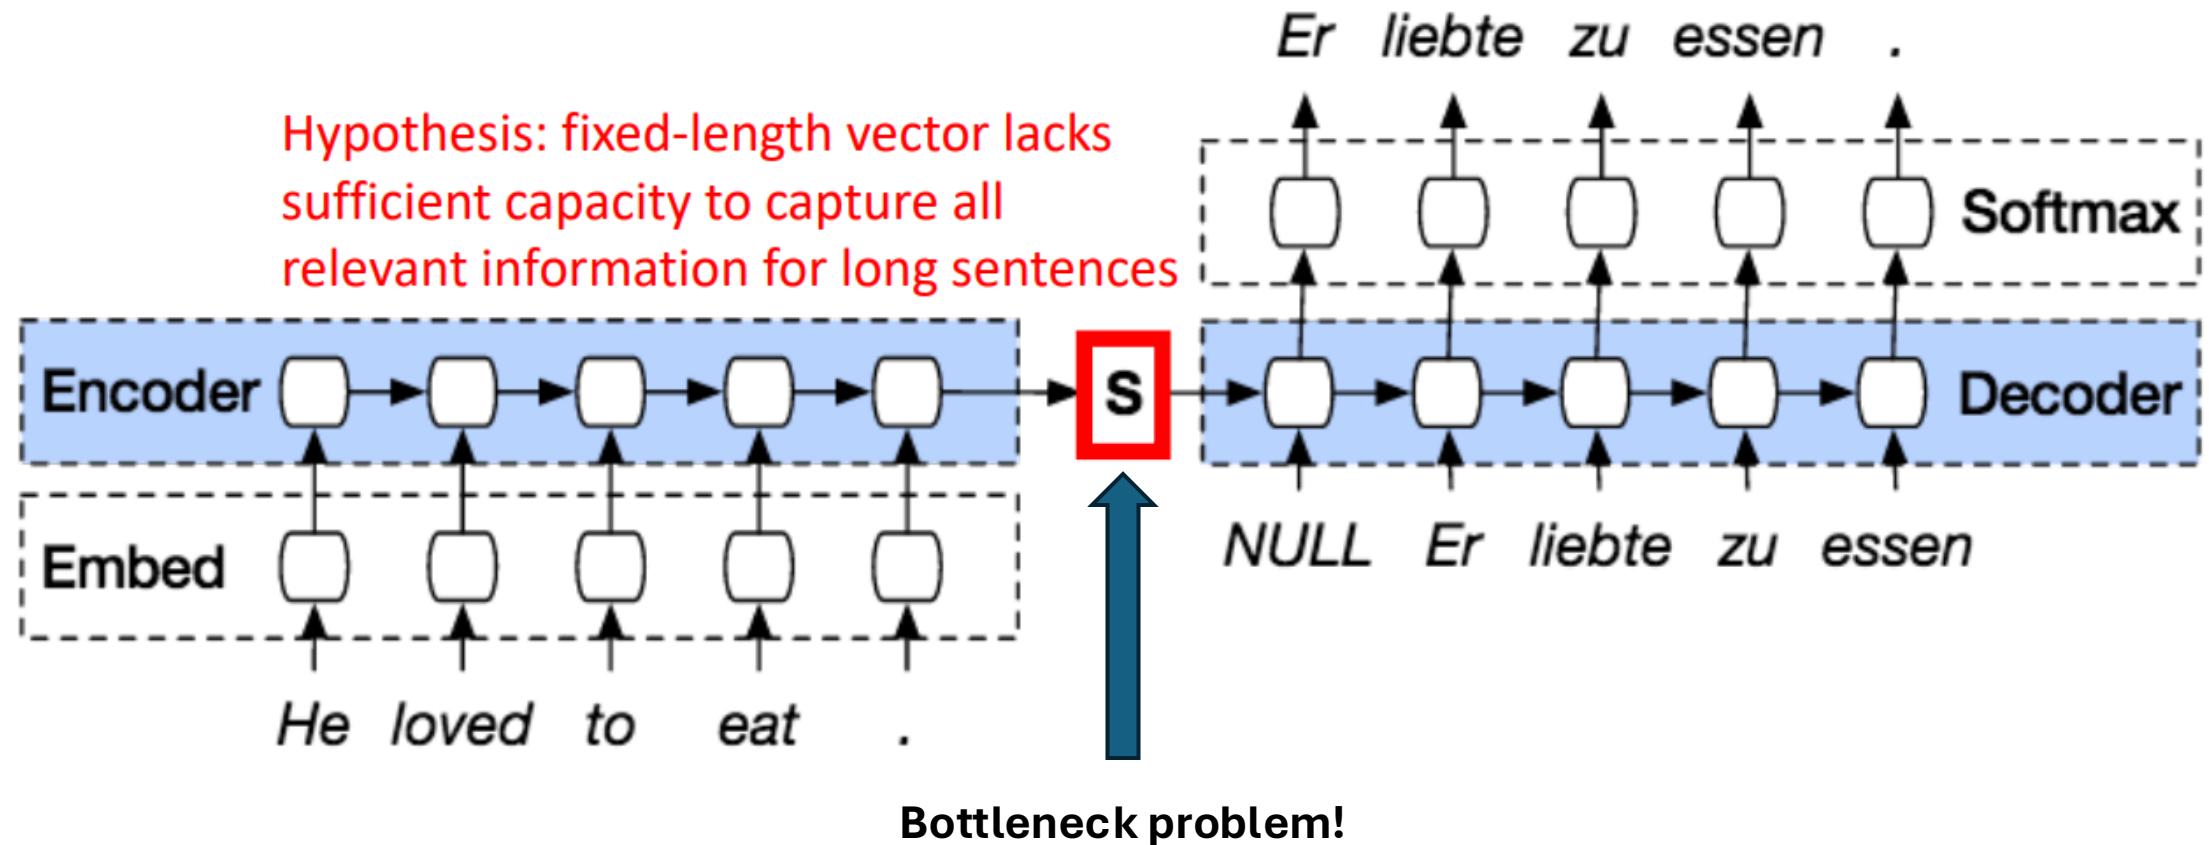 Er liebte zu essen .
Hypothesis: fixed-length vector lacks
sufficient capacity to capture all
relevant information for long sentences
Softmax
Encoder
S
Decoder
Embed
NULL Er liebte zu essen
He loved to eat .
Bottleneck problem!